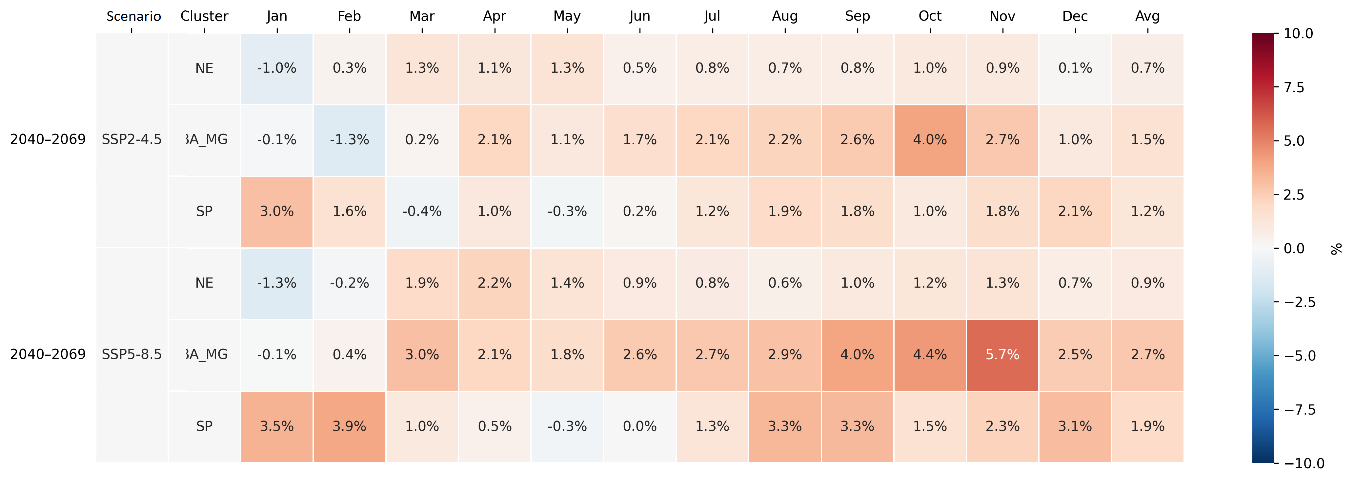 Scenario Cluster Jan Feb Mar Apr May Jun Jul Aug Sep Oct Nov Dec Avg
NE -1.0% 0.3% 1.3% 1.1% 1.3% 0.5% 0.8% 0.7% 0.8% 1.0% 0.9% 0.1% 0.7%
2040–2069 SSP2-4.5 3A_MG -0.1% -1.3% 0.2% 2.1% 1.1% 1.7% 2.1% 2.2% 2.6% 4.0% 2.7% 1.0% 1.5%
SP 3.0% 1.6% -0.4% 1.0% -0.3% 0.2% 1.2% 1.9% 1.8% 1.0% 1.8% 2.1% 1.2%
NE -1.3% -0.2% 1.9% 2.2% 1.4% 0.9% 0.8% 0.6% 1.0% 1.2% 1.3% 0.7% 0.9%
2040–2069 SSP5-8.5 3A_MG -0.1% 0.4% 3.0% 2.1% 1.8% 2.6% 2.7% 2.9% 4.0% 4.4% 5.7% 2.5% 2.7%
SP 3.5% 3.9% 1.0% 0.5% -0.3% 0.0% 1.3% 3.3% 3.3% 1.5% 2.3% 3.1% 1.9%
10.0
7.5
5.0
2.5
0.0
−2.5
−5.0
−7.5
−10.0
%